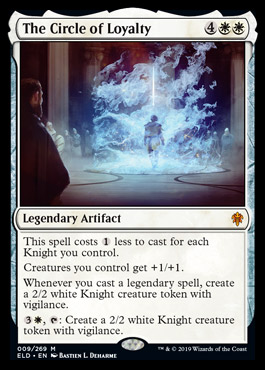 The Circle of Loyalty 4
Legendary Artifact
This spell costs 1 less to cast for each
Knight you control.
Creatures you control get +1/+1.
Whenever you cast a legendary spell, create
a 2/2 white Knight creature token with
vigilance.
3 , : Create a 2/2 white Knight creature
token with vigilance.
009/269 M
ELD • EN Bastien L. Deharme
™ & © 2019 Wizards of the Coast